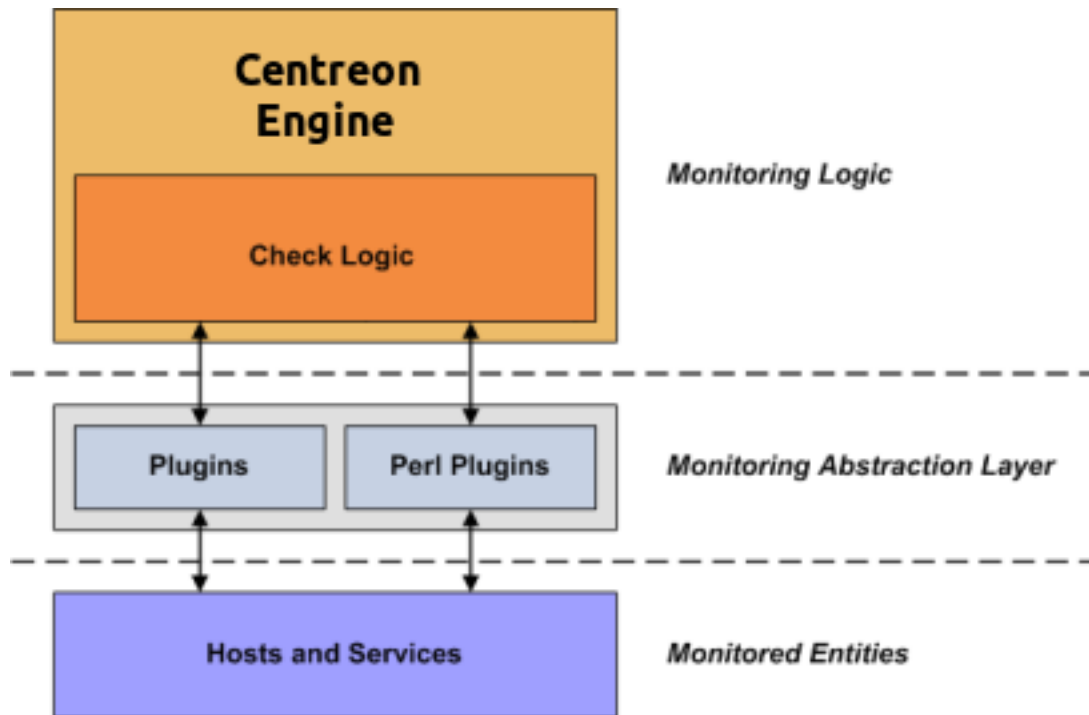 Centreon
Engine
Monitoring Logic
Check Logic
Plugins
Perl Plugins
Monitoring Abstraction Layer
Hosts and Services
Monitored Entities